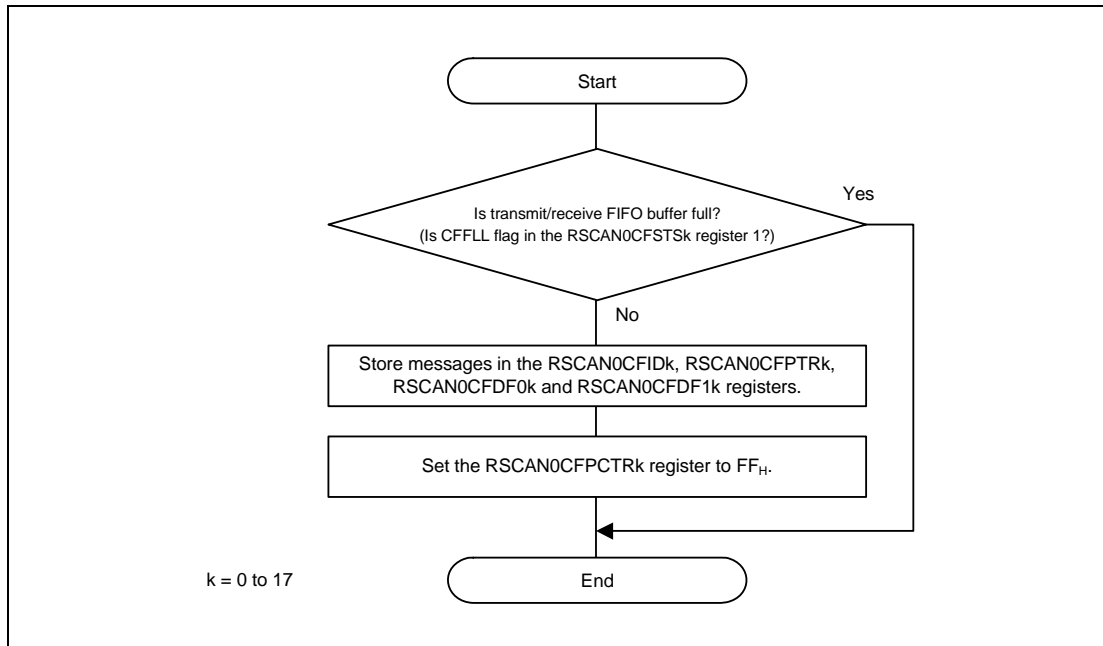 Start
Yes
Is transmit/receive FIFO buffer full?
(Is CFFLL flag in the RSCAN0CFSTSk register 1?)
No
Store messages in the RSCAN0CFIDk, RSCAN0CFPTRk,
RSCAN0CFDF0k and RSCAN0CFDF1k registers.
Set the RSCAN0CFPCTRk register to FFH.
k = 0 to 17
End